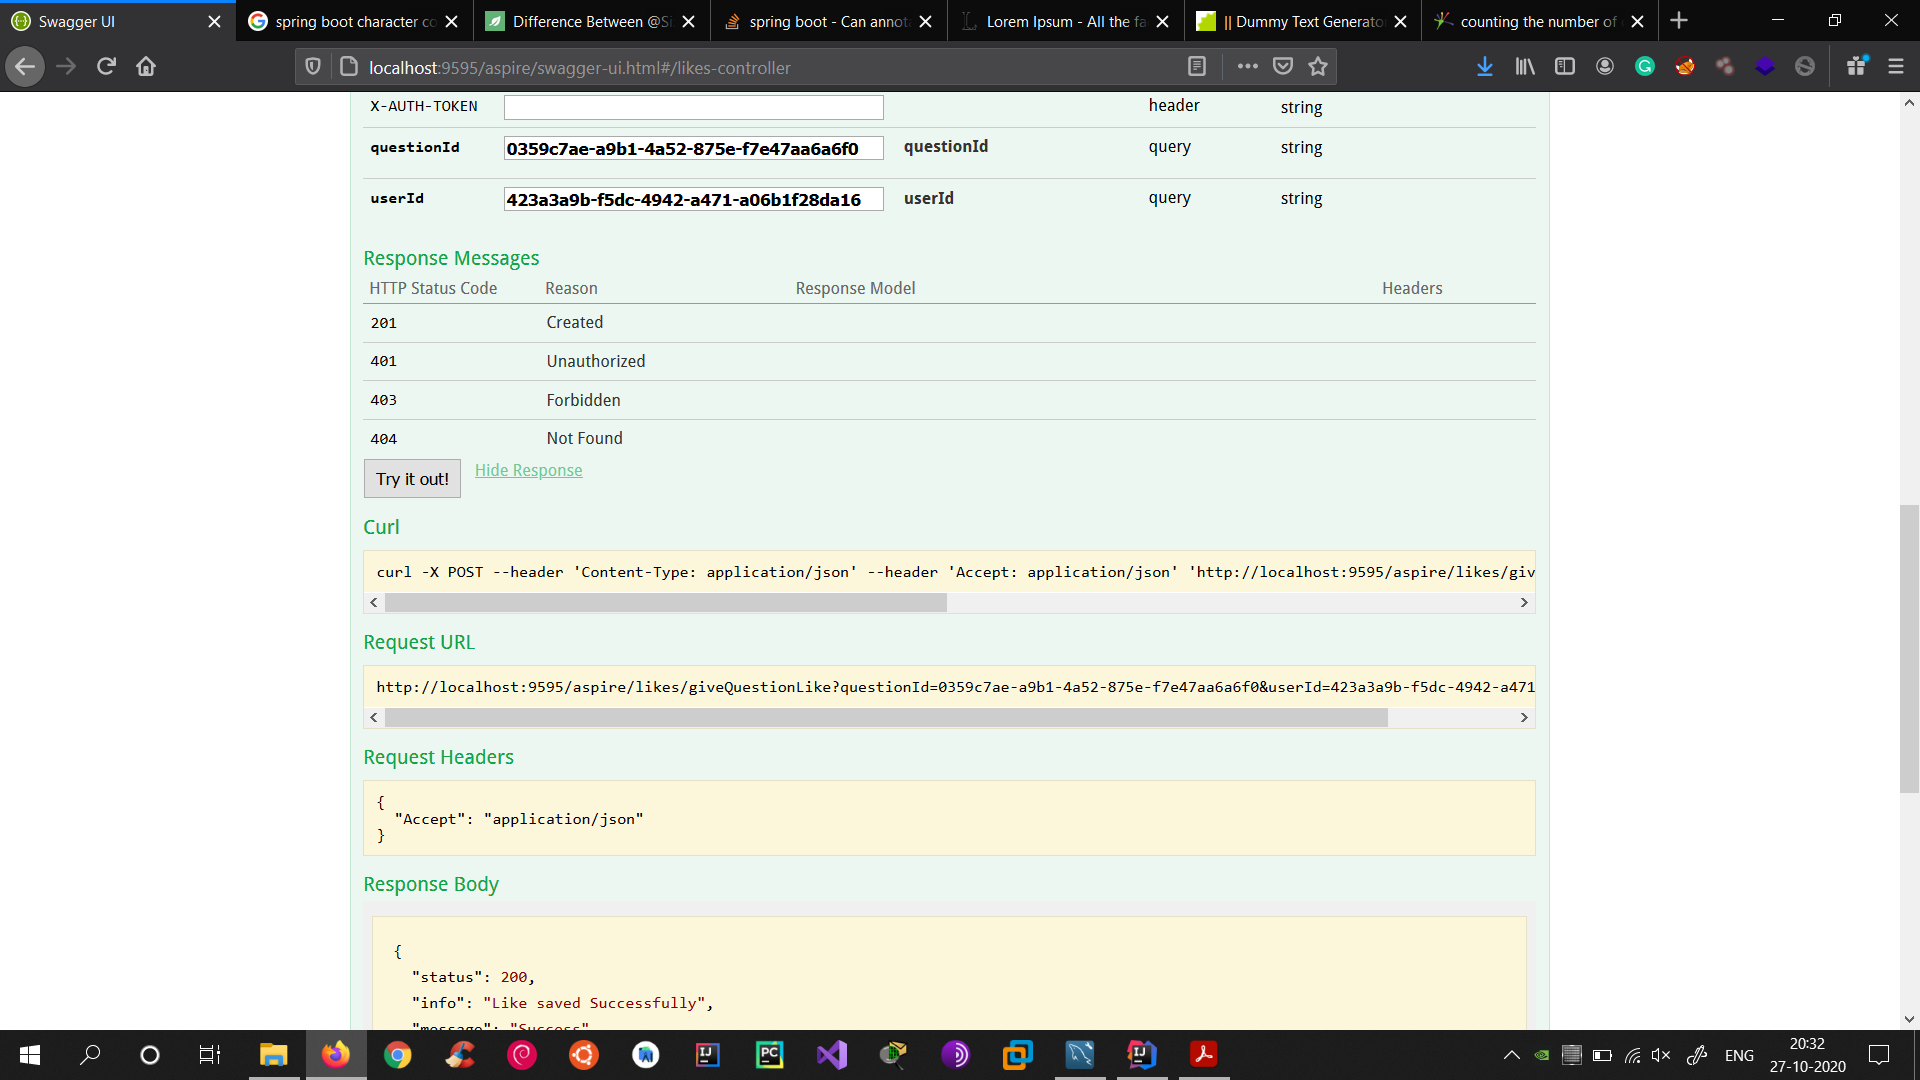 Swagger UI
spring boot character co
Difference Between @Si
spring boot - Can annota
Lorem Ipsum - All the fa
|| Dummy Text Generato
counting the number of
localhost:9595/aspire/swagger-ui.html#/likes-controller
X-AUTH-TOKEN header string
questionId 0359c7ae-a9b1-4a52-875e-f7e47aa6a6f0 questionId query string
userId 423a3a9b-f5dc-4942-a471-a06b1f28da16 userId query string
Response Messages
HTTP Status Code Reason Response Model Headers
201 Created
401 Unauthorized
403 Forbidden
404 Not Found
Try it out! Hide Response
Curl
curl -X POST --header 'Content-Type: application/json' --header 'Accept: application/json' 'http://localhost:9595/aspire/likes/giv
Request URL
http://localhost:9595/aspire/likes/giveQuestionLike?questionId=0359c7ae-a9b1-4a52-875e-f7e47aa6a6f0&userId=423a3a9b-f5dc-4942-a471
Request Headers
{
"Accept": "application/json"
}
Response Body
{
"status": 200,
"info": "Like saved Successfully",
"message": "Success"
ENG
20:32
27-10-2020